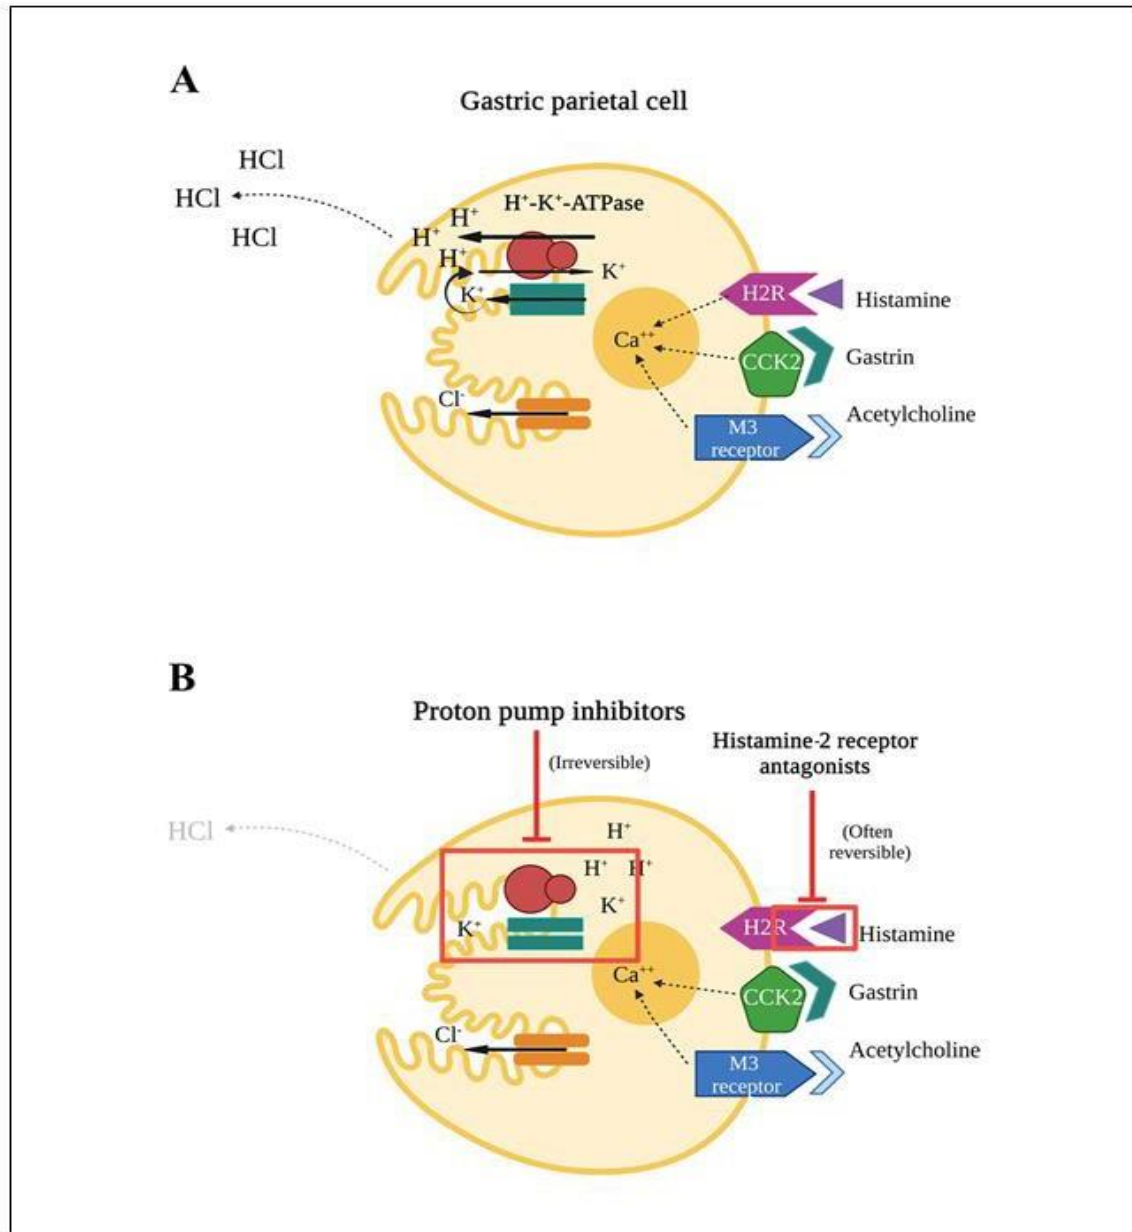 A
Gastric parietal cell
HCl
HCl
HCl
H⁺-K⁺-ATPase
H⁺
H⁺
H⁺
K⁺
K⁺
H2R
Histamine
Ca⁺⁺
CCK2
Gastrin
Cl⁻
Acetylcholine
M3
receptor
B
Proton pump inhibitors
(Irreversible)
Histamine-2 receptor
antagonists
(Often
reversible)
HCl
H⁺
H⁺
H⁺
K⁺
K⁺
H2R
Histamine
Ca⁺⁺
CCK2
Gastrin
Cl⁻
Acetylcholine
M3
receptor